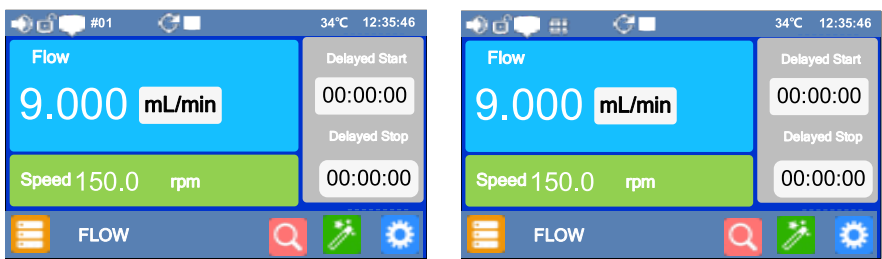 #01 34℃ 12:35:46
Flow
9.000 mL/min
Speed 150.0 rpm
Delayed Start
00:00:00
Delayed Stop
00:00:00
FLOW
34℃ 12:35:46
Flow
9.000 mL/min
Speed 150.0 rpm
Delayed Start
00:00:00
Delayed Stop
00:00:00
FLOW